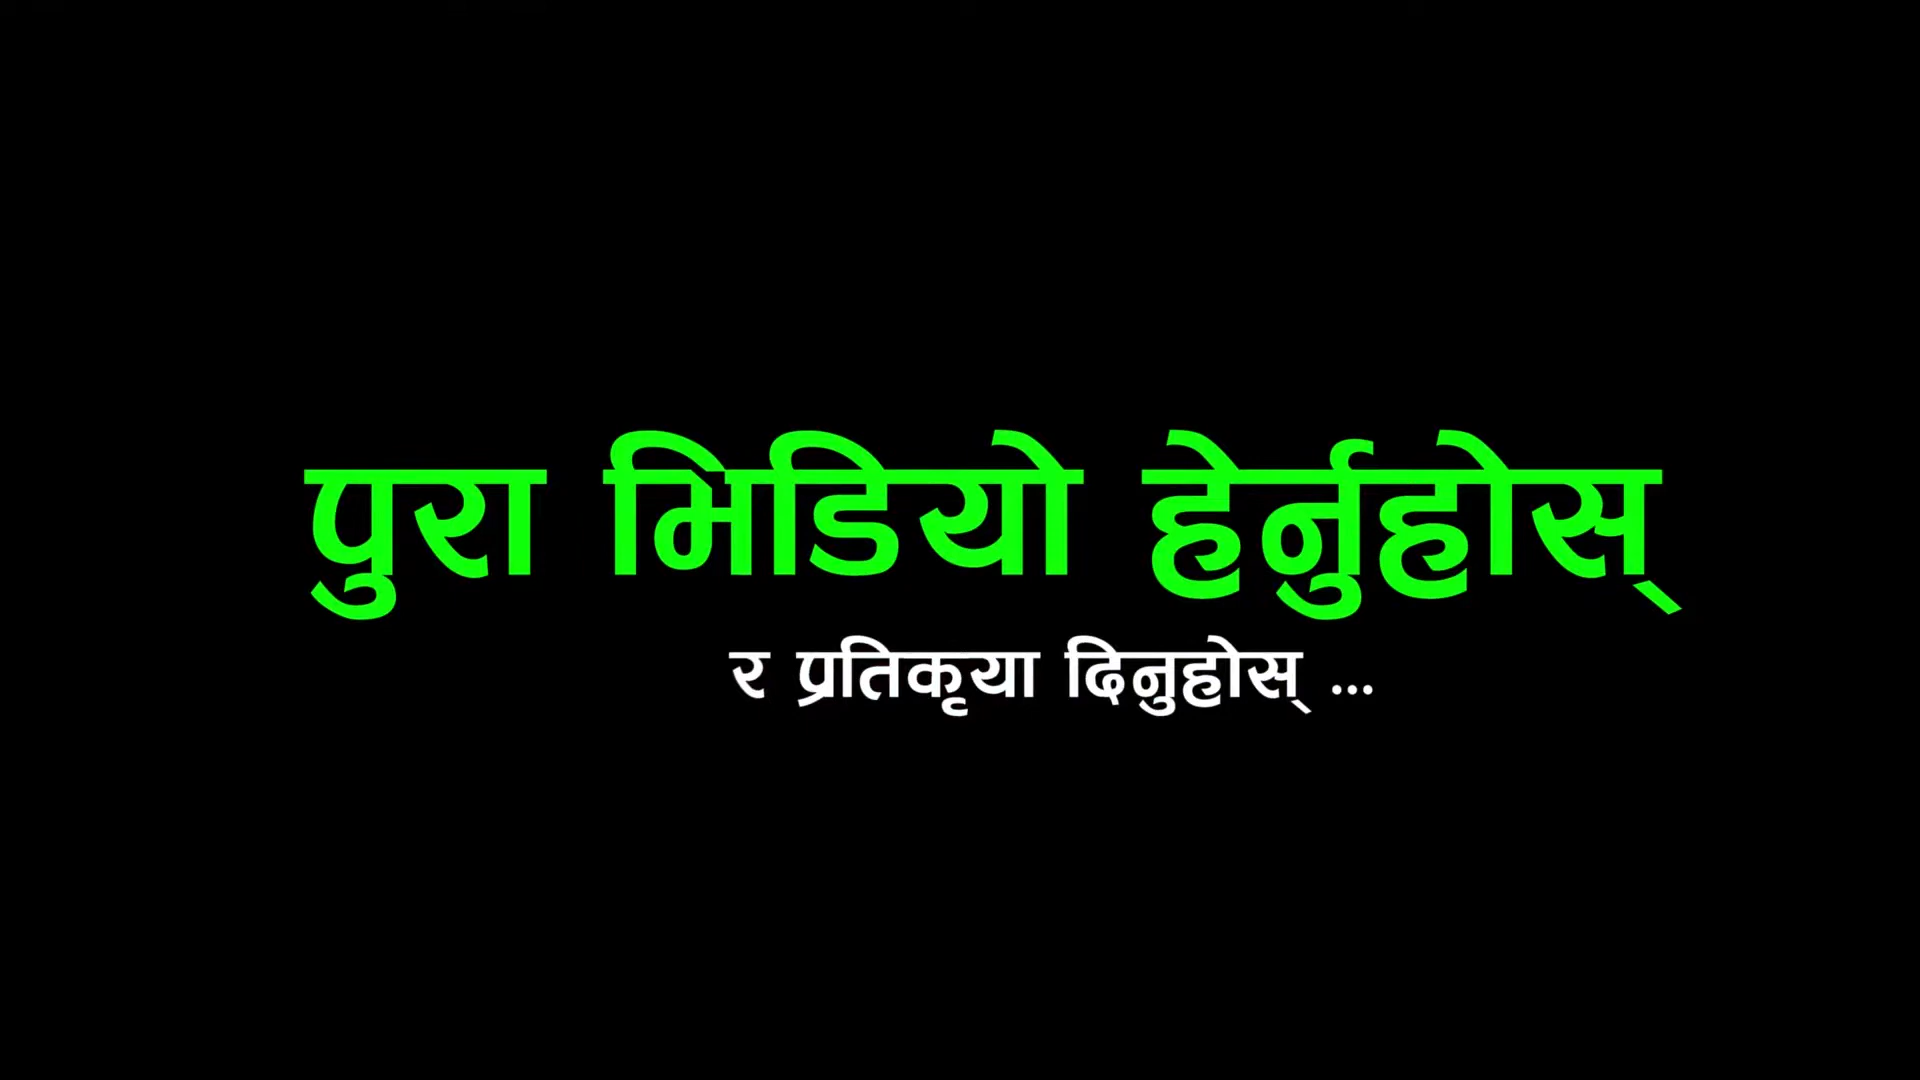 पुरा भिडियो हेर्नुहोस्
र प्रतिकृया दिनुहोस् ...